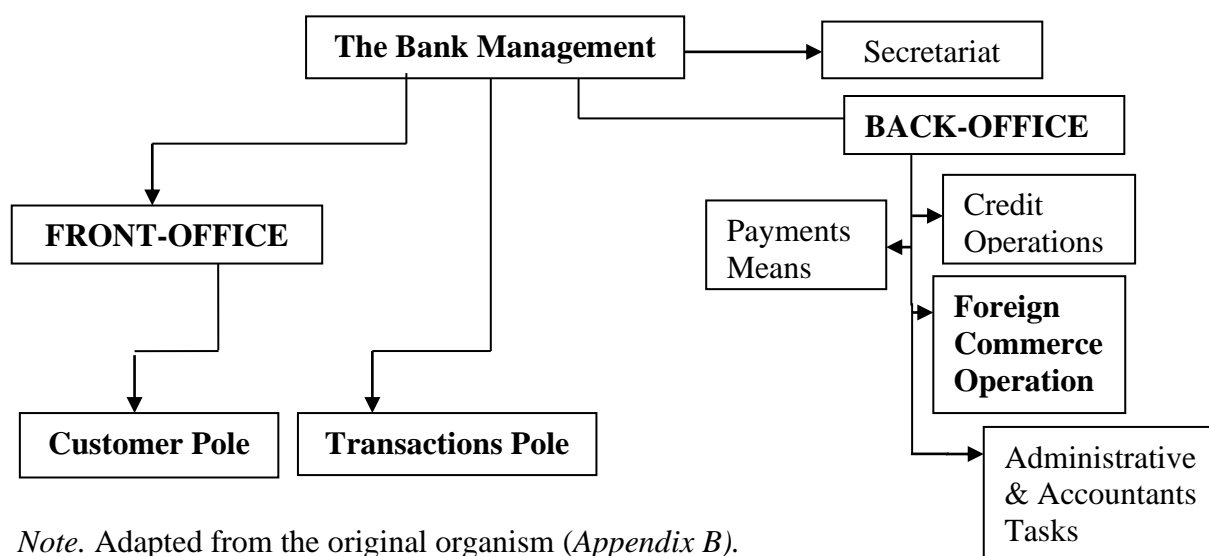 The Bank Management
Secretariat
BACK-OFFICE
FRONT-OFFICE
Payments
Means
Credit
Operations
Foreign
Commerce
Operation
Customer Pole
Transactions Pole
Administrative
& Accountants
Tasks
Note. Adapted from the original organism (Appendix B).